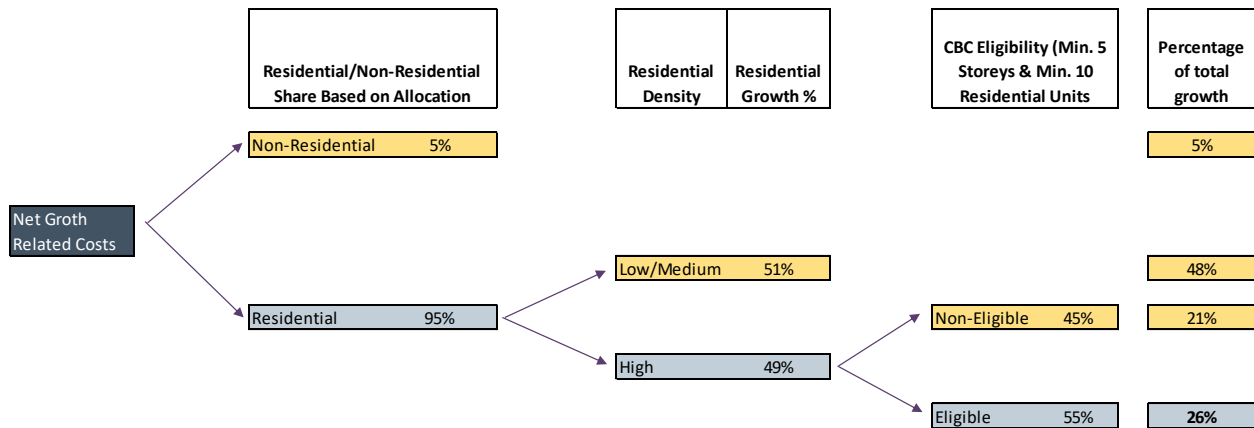 Residential/Non-Residential
Share Based on Allocation
Residential
Density
Residential
Growth %
CBC Eligibility (Min. 5
Storeys & Min. 10
Residential Units
Percentage
of total
growth
Non-Residential 5%
5%
Net Groth
Related Costs
Low/Medium 51%
48%
Residential 95%
Non-Eligible 45%
21%
High 49%
Eligible 55%
26%